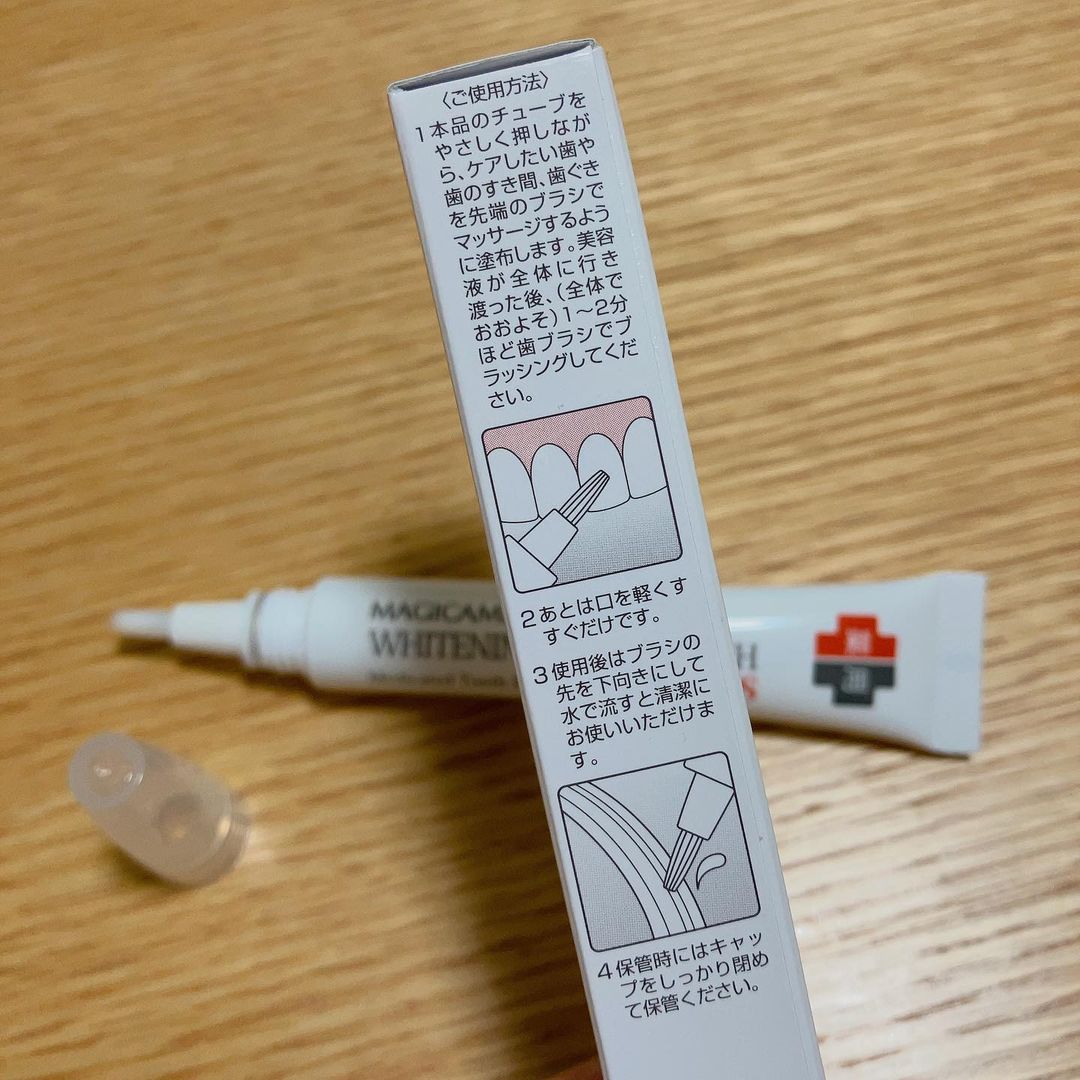 〈ご使用方法〉
1本品のチューブを
やさしく押しなが
ら、ケアしたい歯や
歯のすき間、歯ぐき
を先端のブラシで
マッサージするよう
に塗布します。美容
液が全体に行き
渡った後、(全体で
おおよそ)1〜2分
ほど歯ブラシでブ
ラッシングしてくだ
さい。
2あとは口を軽くす
すぐだけです。
3使用後はブラシの
先を下向きにして
水で流すと清潔に
お使いいただけま
す。
4保管時にはキャッ
プをしっかり閉め
て保管ください。
MAGICAM
WHITENIN